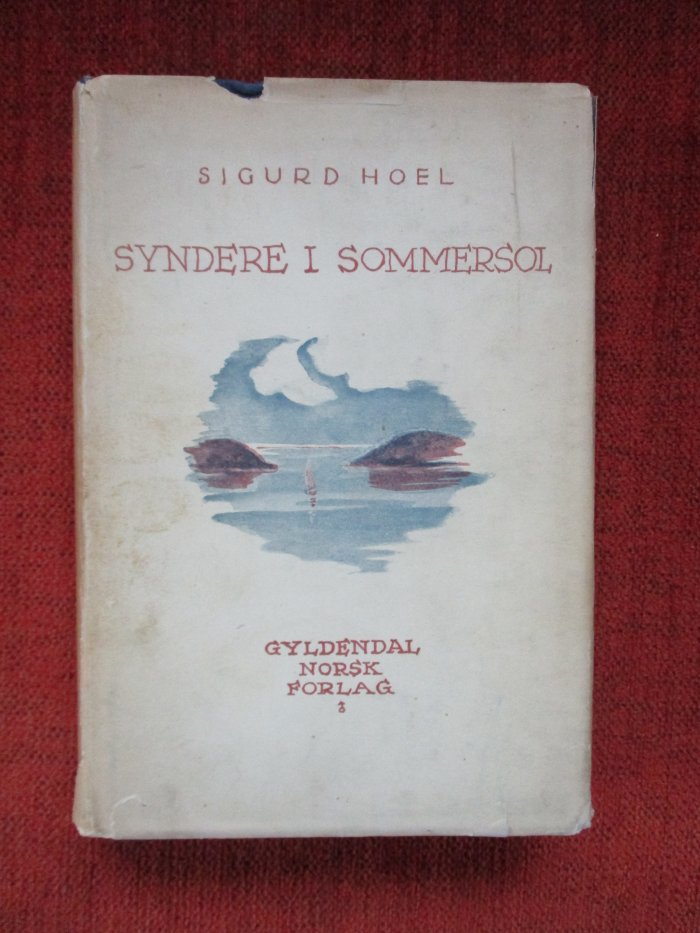 SIGURD HOEL
SYNDERE I SOMMERSOL
GYLDENDAL
NORSK
FORLAG